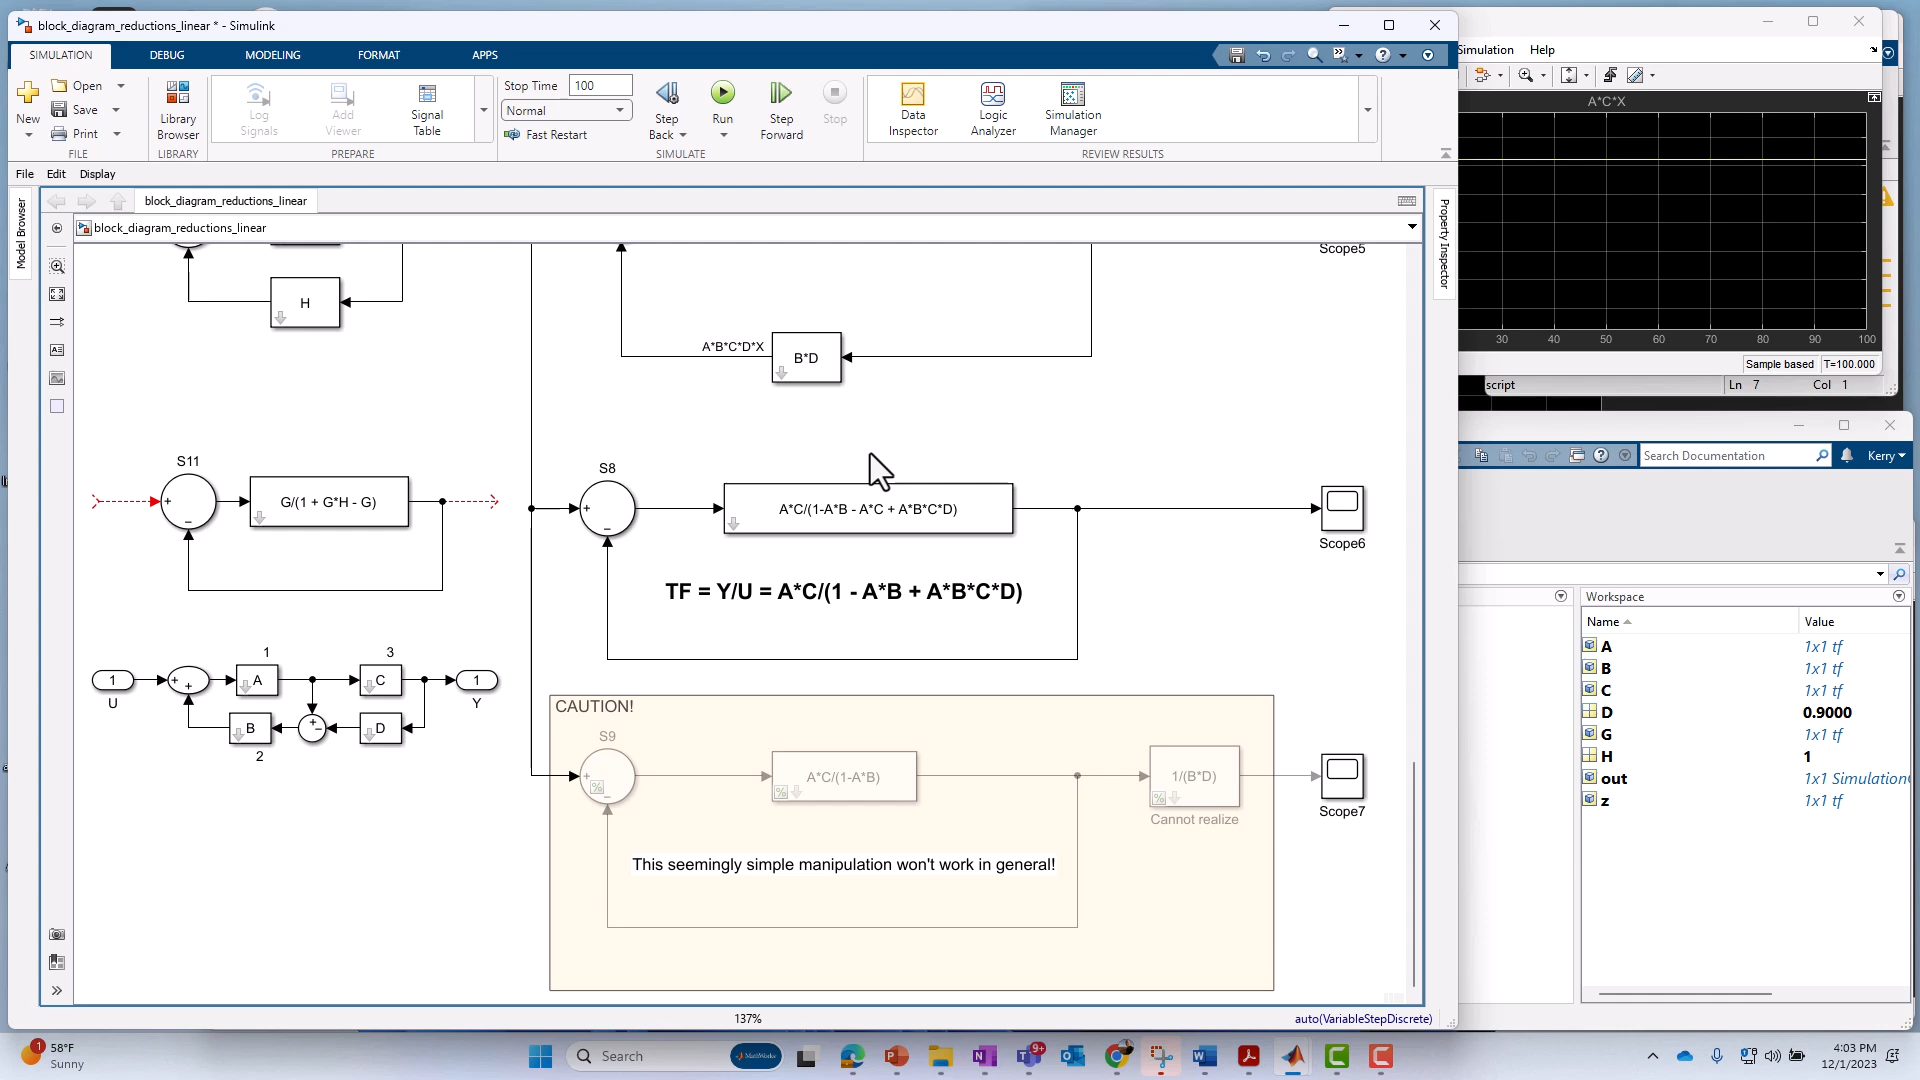 block_diagram_reductions_linear * - Simulink
SIMULATION
DEBUG
MODELING
FORMAT
APPS
New
Open
Save
Print
FILE
Library Browser
LIBRARY
Log Signals
Add Viewer
Signal Table
PREPARE
Stop Time 100
Normal
Fast Restart
Step Back
Run
Step Forward
Stop
SIMULATE
Data Inspector
Logic Analyzer
Simulation Manager
REVIEW RESULTS
File Edit Display
Model Browser
block_diagram_reductions_linear
block_diagram_reductions_linear
Property Inspector
H
Scope5
A*B*C*D*X
B*D
S11
G/(1 + G*H - G)
S8
A*C/(1-A*B - A*C + A*B*C*D)
Scope6
TF = Y/U = A*C/(1 - A*B + A*B*C*D)
1
U
1
A
3
C
1
Y
B
2
D
CAUTION!
S9
A*C/(1-A*B)
1/(B*D)
Cannot realize
Scope7
This seemingly simple manipulation won't work in general!
137%
auto(VariableStepDiscrete)
Simulation Help
A*C*X
30 40 50 60 70 80 90 100
Sample based T=100.000
script
Ln 7 Col 1
Search Documentation
Kerry
Workspace
Name Value
A 1x1 tf
B 1x1 tf
C 1x1 tf
D 0.9000
G 1x1 tf
H 1
out 1x1 Simulation
z 1x1 tf
1
58°F
Sunny
Search
MathWorks
9+
4:03 PM
12/1/2023